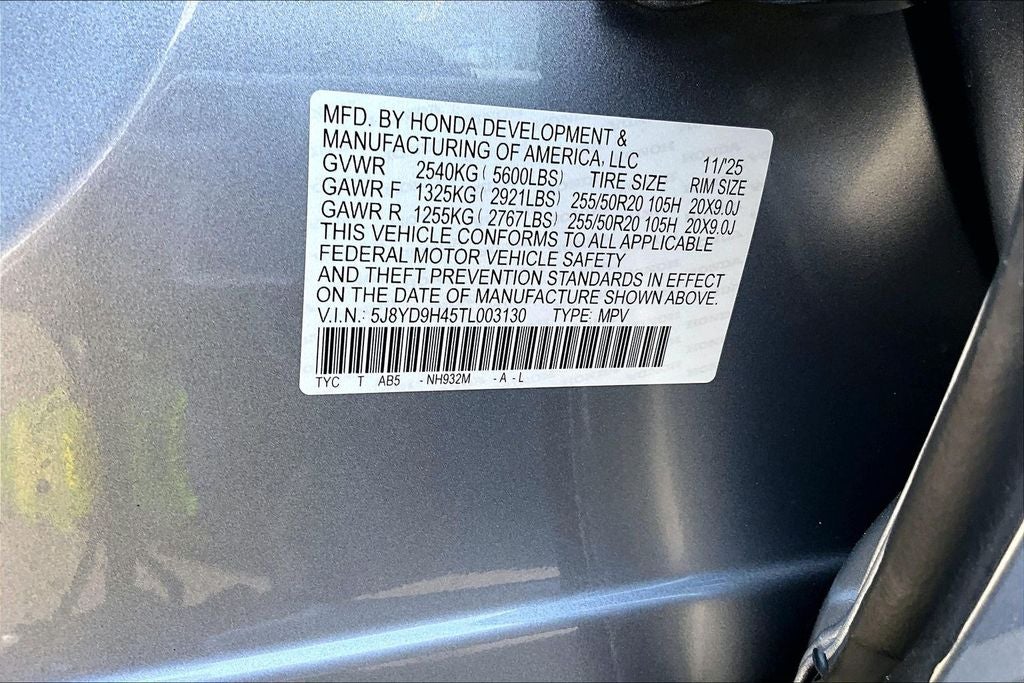 MFD. BY HONDA DEVELOPMENT &
MANUFACTURING OF AMERICA, LLC 11/'25
GVWR 2540KG ( 5600LBS) TIRE SIZE RIM SIZE
GAWR F 1325KG ( 2921LBS) 255/50R20 105H 20X9.0J
GAWR R 1255KG ( 2767LBS) 255/50R20 105H 20X9.0J
THIS VEHICLE CONFORMS TO ALL APPLICABLE
FEDERAL MOTOR VEHICLE SAFETY
AND THEFT PREVENTION STANDARDS IN EFFECT
ON THE DATE OF MANUFACTURE SHOWN ABOVE.
V.I.N.: 5J8YD9H45TL003130 TYPE: MPV
TYC T AB5 - NH932M - A - L